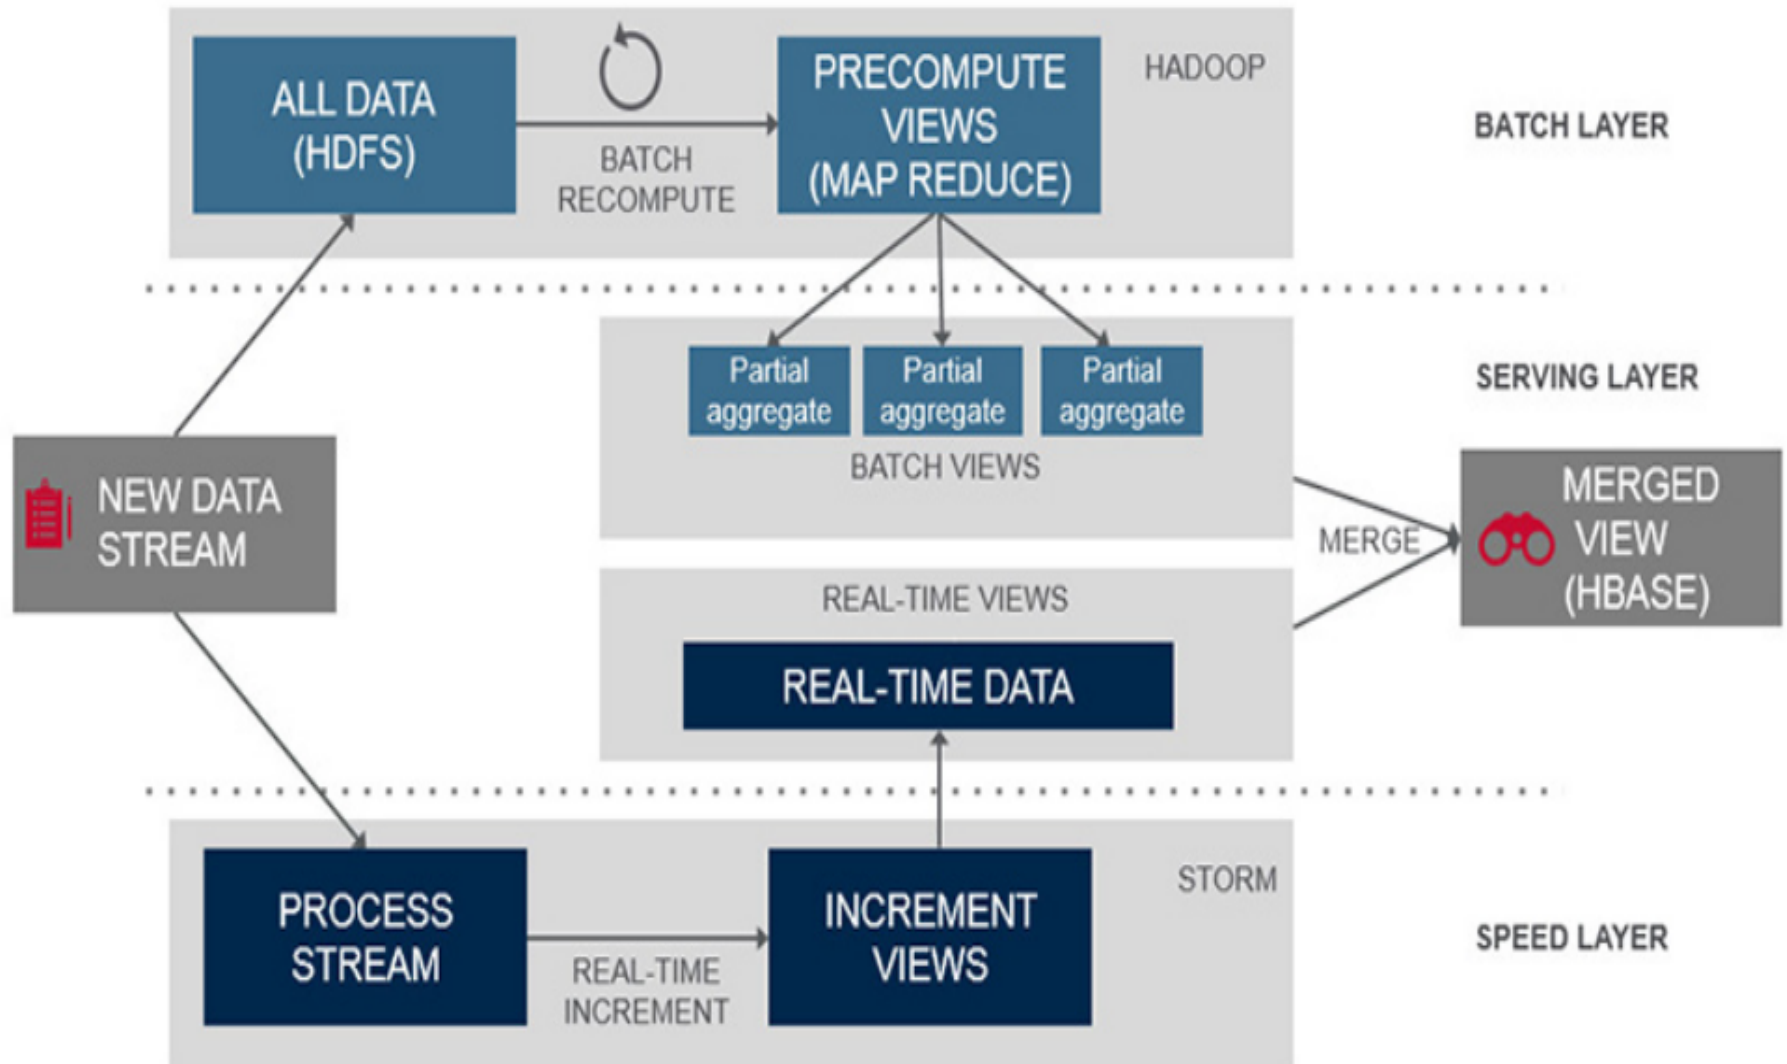 ALL DATA
(HDFS)
BATCH
RECOMPUTE
PRECOMPUTE
VIEWS
(MAP REDUCE)
HADOOP
BATCH LAYER
Partial
aggregate
Partial
aggregate
Partial
aggregate
BATCH VIEWS
SERVING LAYER
NEW DATA
STREAM
MERGE
MERGED
VIEW
(HBASE)
REAL-TIME VIEWS
REAL-TIME DATA
PROCESS
STREAM
REAL-TIME
INCREMENT
INCREMENT
VIEWS
STORM
SPEED LAYER